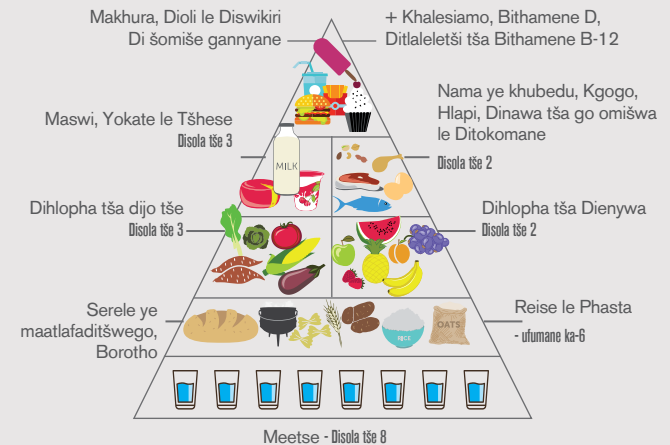 Makhura, Dioli le Diswikiri
Di šomiše gannyane
+ Khalesiamo, Bithamene D,
Ditlaleletši tša Bithamene B-12
Nama ye khubedu, Kgogo,
Hlapi, Dinawa tša go omišwa
le Ditokomane
Disola tše 2
Maswi, Yokate le Tšhese
Disola tše 3
MILK
Dihlopha tša dijo tše
Disola tše 3
Dihlopha tša Dienywa
Disola tše 2
Serele ye
maatlafaditšwego,
Borotho
RICE
OATS
Reise le Phasta
- ufumane ka-6
Meetse - Disola tše 8